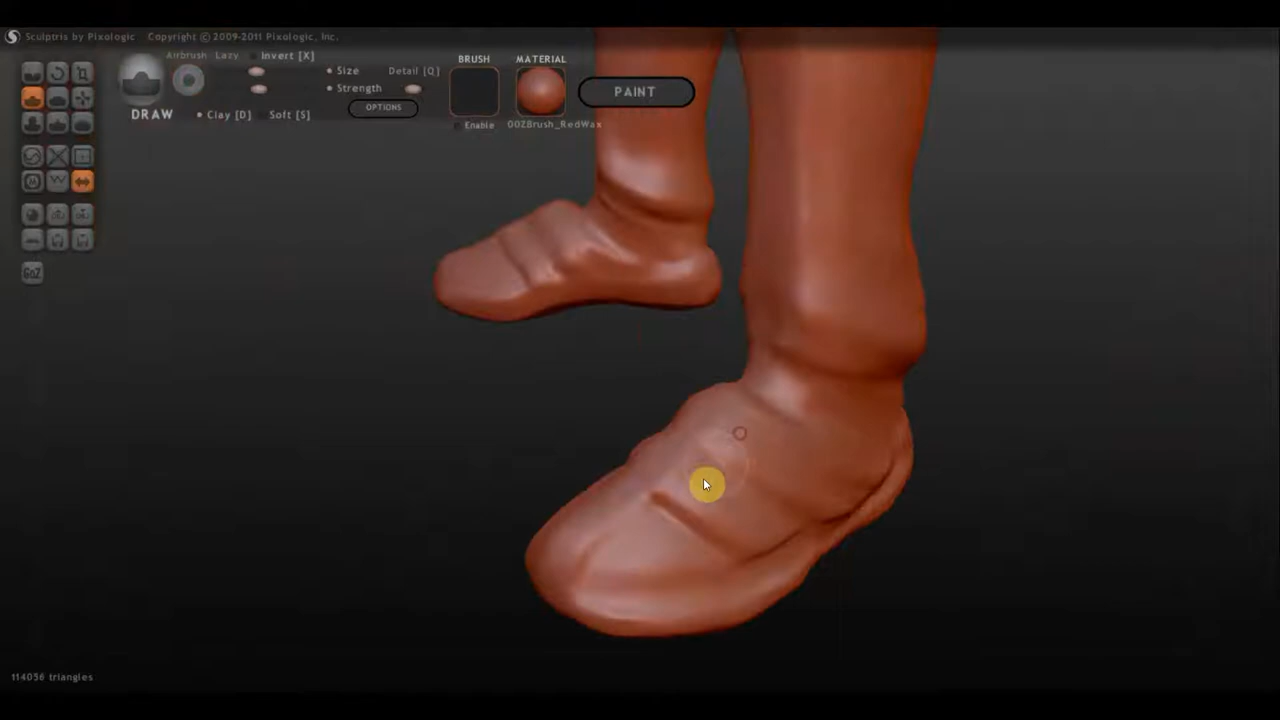 Sculptris by Pixologic Copyright © 2009-2011 Pixologic, Inc.
Airbrush Lazy Invert [X]
Size Detail [Q]
Strength
OPTIONS
DRAW Clay [D] Soft [S]
BRUSH
Enable
MATERIAL
00ZBrush_RedWax
PAINT
GoZ
114056 triangles